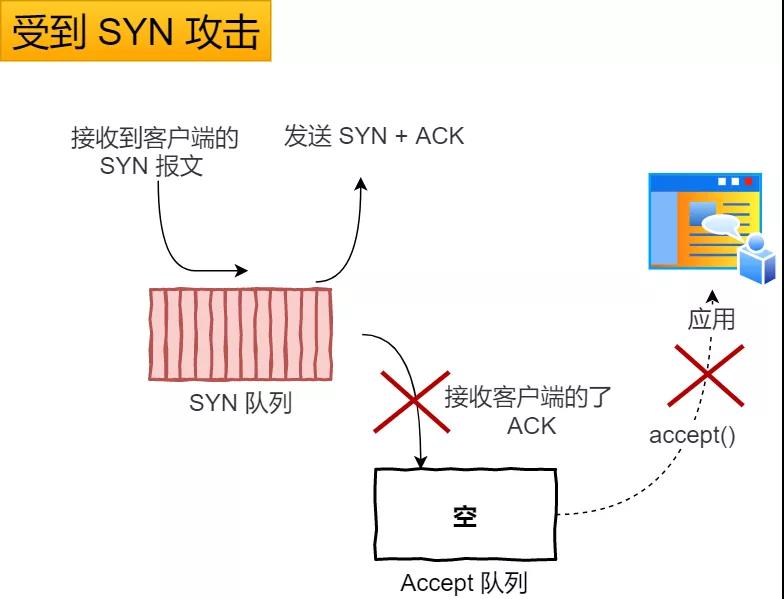 受到 SYN 攻击
接收到客户端的
SYN 报文
发送 SYN + ACK
SYN 队列
接收客户端的了
ACK
应用
accept()
空
Accept 队列